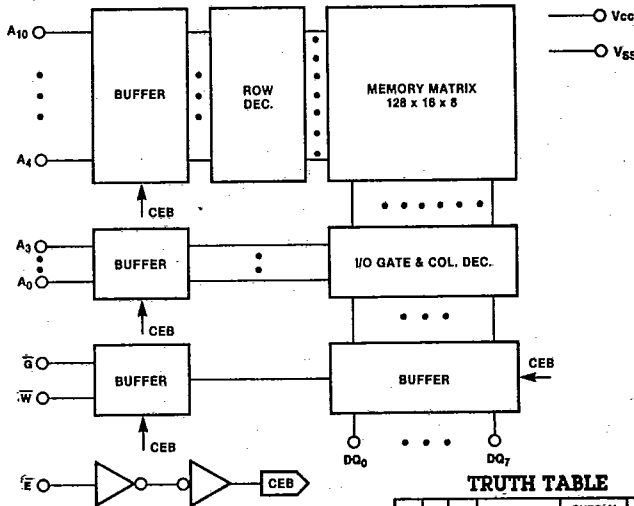 A10
Vcc
VSS
BUFFER
ROW
DEC.
MEMORY MATRIX
128 x 16 x 8
A4
CEB
A3
BUFFER
I/O GATE & COL. DEC.
A0
CEB
G
BUFFER
BUFFER
CEB
W
CEB
DQ0
DQ7
E
CEB
TRUTH TABLE